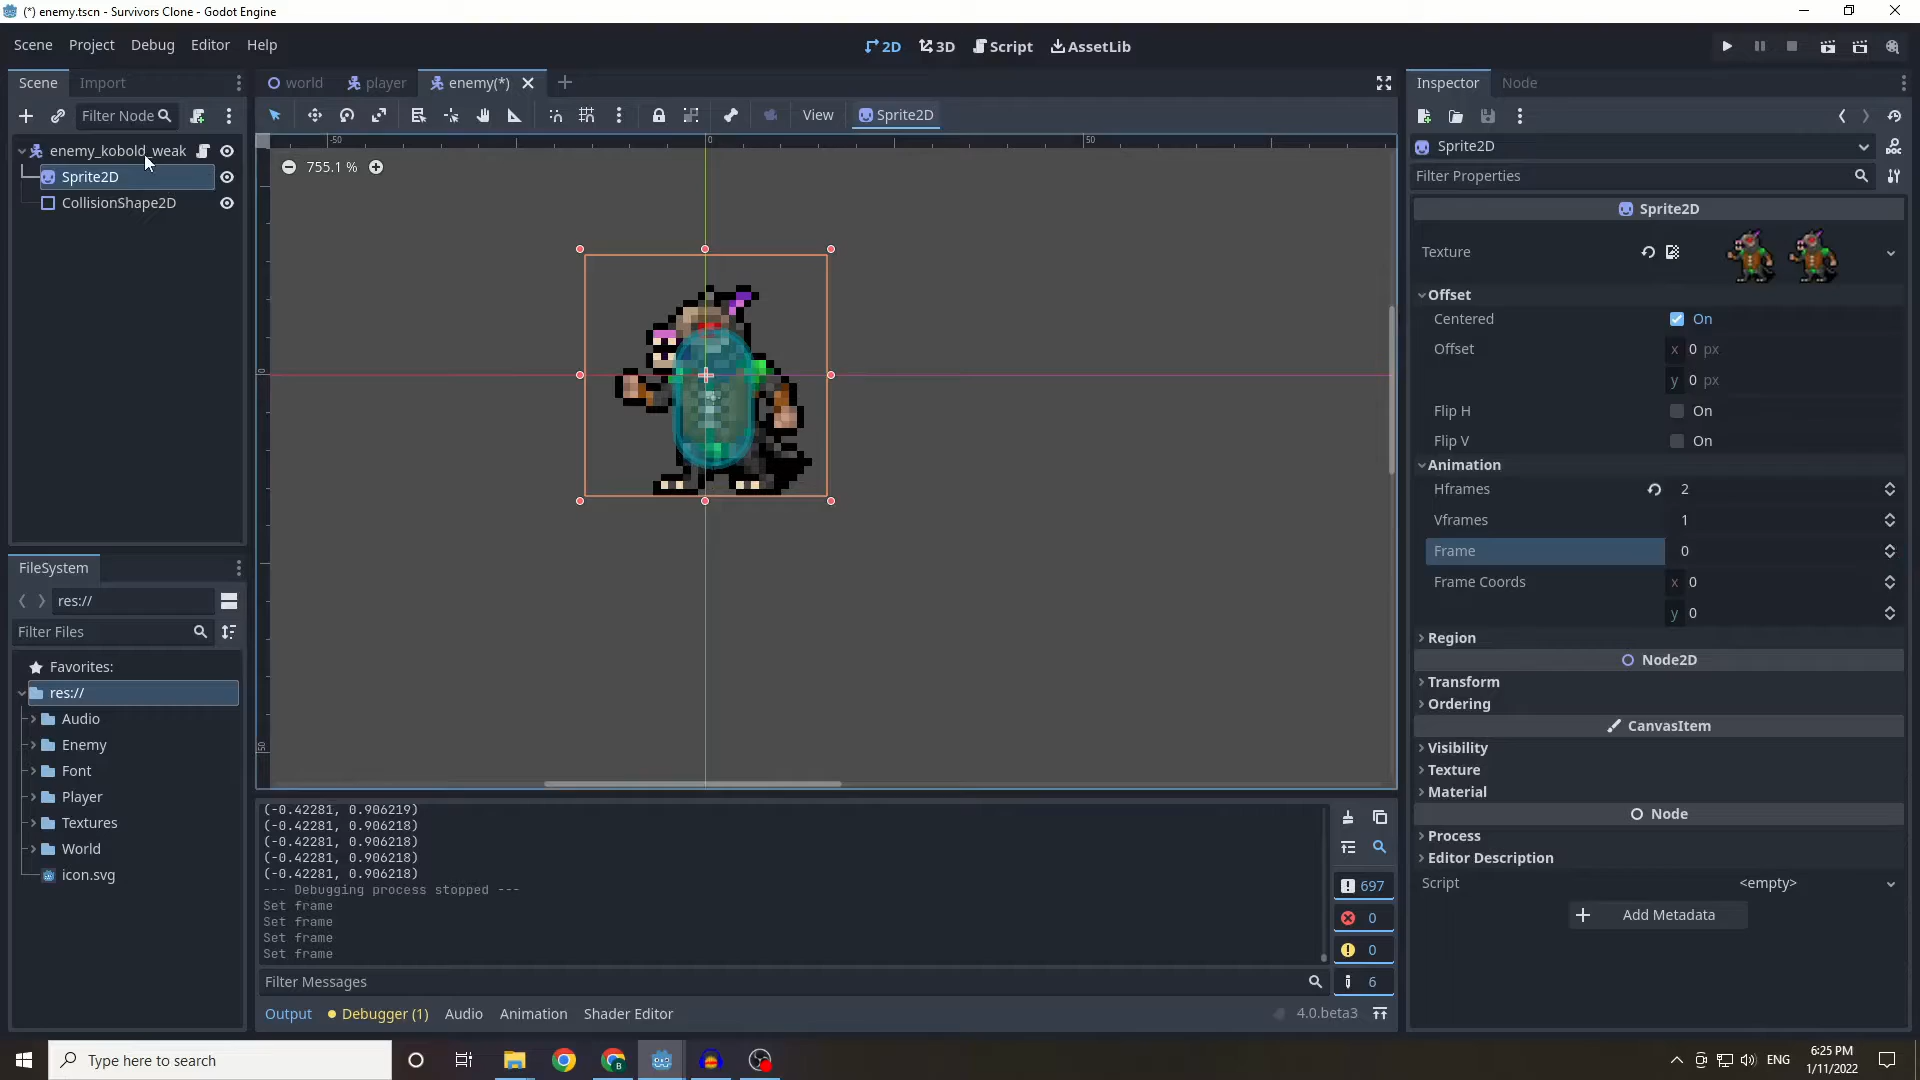 (*) enemy.tscn - Survivors Clone - Godot Engine
Scene Project Debug Editor Help
2D 3D Script AssetLib
Scene Import
world player enemy(*)
Inspector Node
Filter Node
View Sprite2D
enemy_kobold_weak
Sprite2D
CollisionShape2D
-50 0 50
755.1 %
0
50
Sprite2D
Filter Properties
Sprite2D
Texture
Offset
Centered On
Offset x 0 px
y 0 px
Flip H On
Flip V On
Animation
Hframes 2
Vframes 1
Frame 0
Frame Coords x 0
y 0
Region
Node2D
Transform
Ordering
CanvasItem
Visibility
Texture
Material
Node
Process
Editor Description
Script <empty>
Add Metadata
FileSystem
res://
Filter Files
Favorites:
res://
Audio
Enemy
Font
Player
Textures
World
icon.svg
(-0.42281, 0.906219)
(-0.42281, 0.906218)
(-0.42281, 0.906218)
(-0.42281, 0.906218)
(-0.42281, 0.906218)
--- Debugging process stopped ---
Set frame
Set frame
Set frame
Set frame
697
0
0
6
Filter Messages
Output Debugger (1) Audio Animation Shader Editor
4.0.beta3
Type here to search
ENG
6:25 PM
1/11/2022